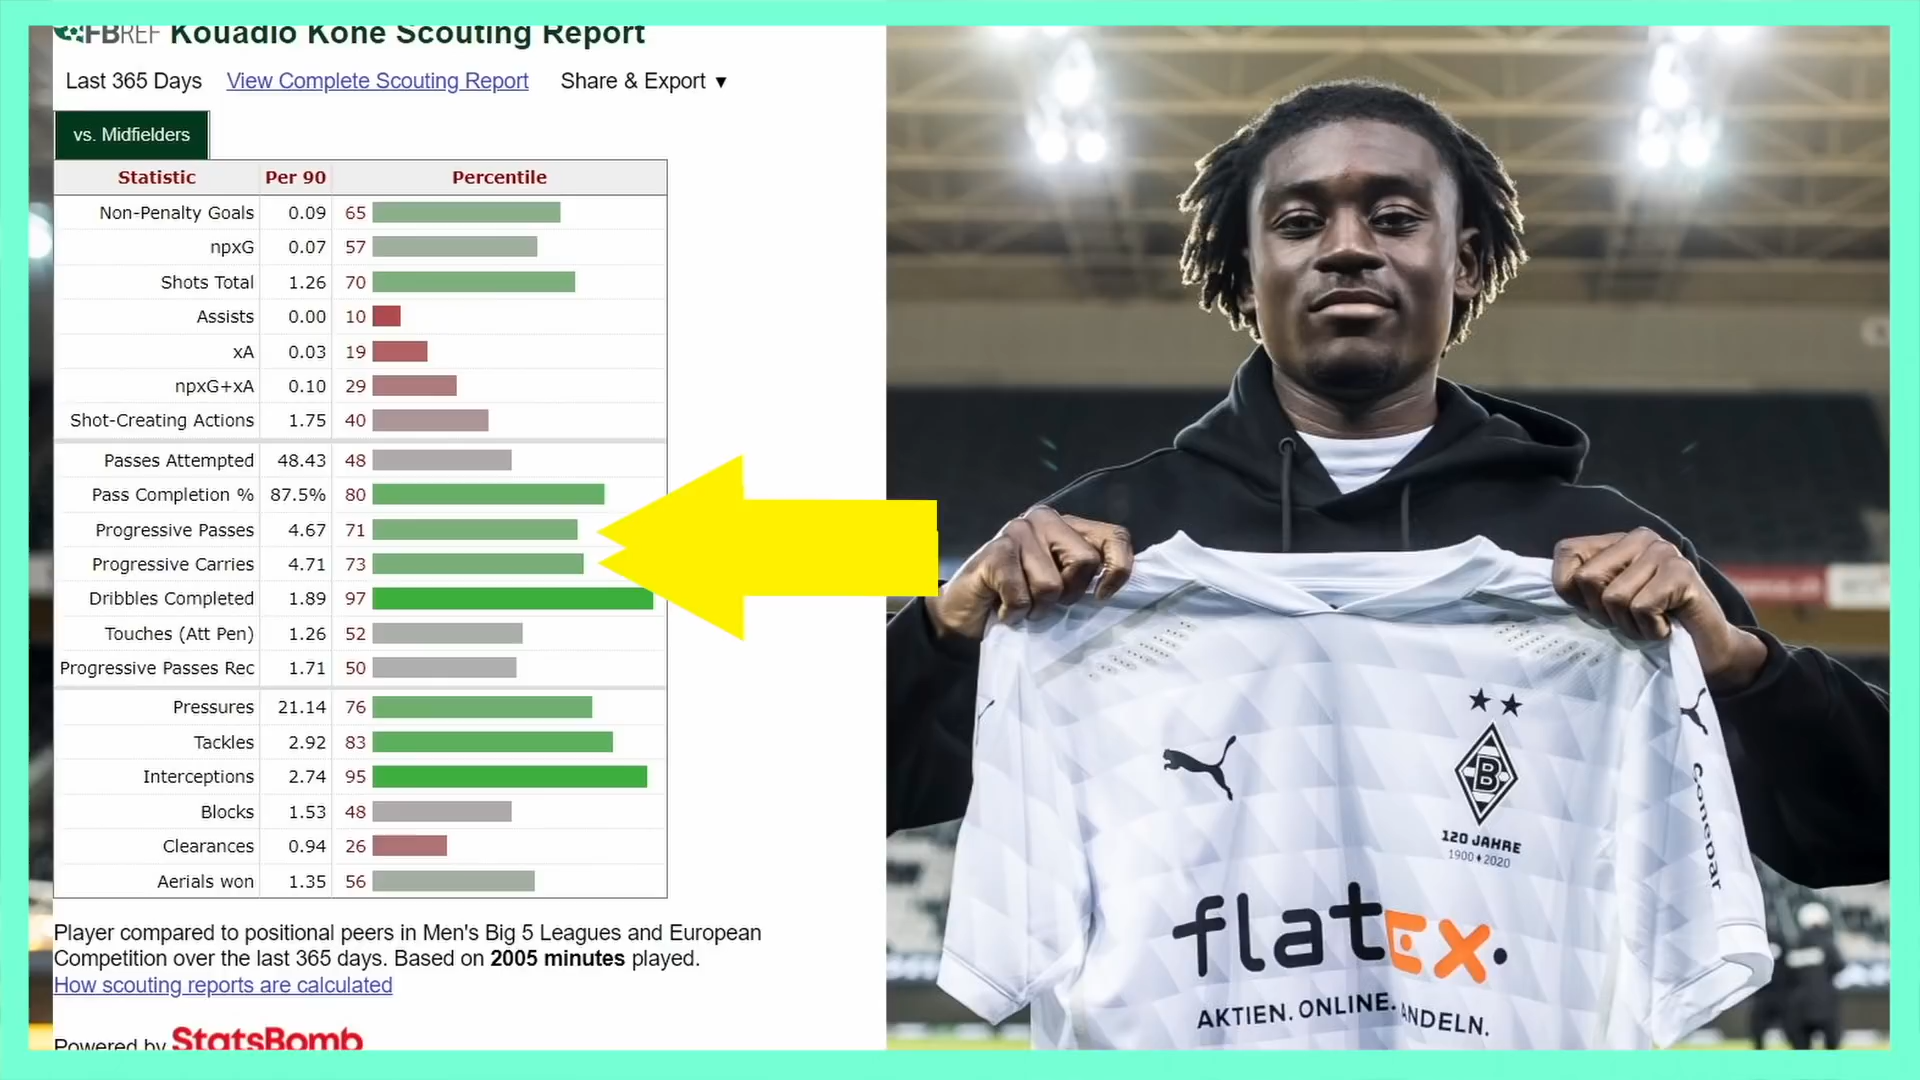 FBREF Kouadio Kone Scouting Report
Last 365 Days View Complete Scouting Report Share & Export ▼
vs. Midfielders
Statistic Per 90 Percentile
Non-Penalty Goals 0.09 65
npxG 0.07 57
Shots Total 1.26 70
Assists 0.00 10
xA 0.03 19
npxG+xA 0.10 29
Shot-Creating Actions 1.75 40
Passes Attempted 48.43 48
Pass Completion % 87.5% 80
Progressive Passes 4.67 71
Progressive Carries 4.71 73
Dribbles Completed 1.89 97
Touches (Att Pen) 1.26 52
Progressive Passes Rec 1.71 50
Pressures 21.14 76
Tackles 2.92 83
Interceptions 2.74 95
Blocks 1.53 48
Clearances 0.94 26
Aerials won 1.35 56
Player compared to positional peers in Men's Big 5 Leagues and European
Competition over the last 365 days. Based on 2005 minutes played.
How scouting reports are calculated
Powered by StatsBomb
B
120 JAHRE
1900 2020
Conepar
flatex
AKTIEN. ONLINE. ANDELN.